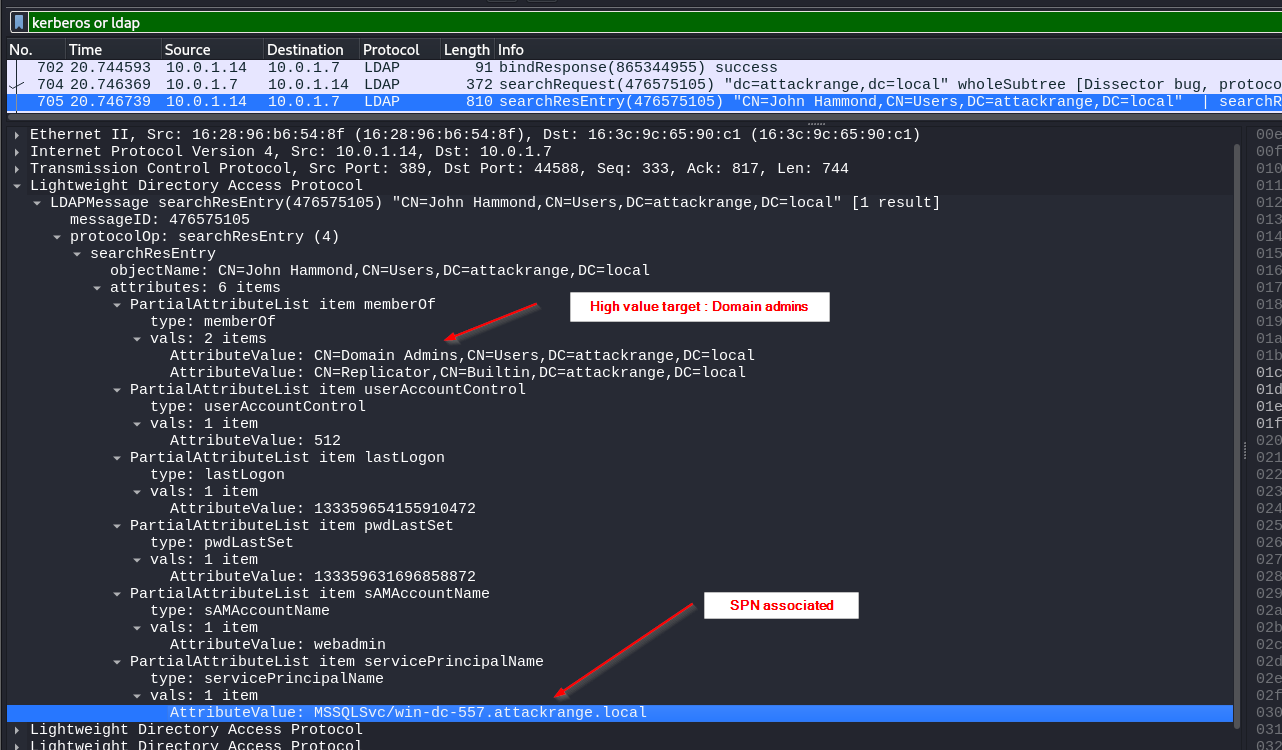 kerberos or ldap
No. Time Source Destination Protocol Length Info
702 20.744593 10.0.1.14 10.0.1.7 LDAP 91 bindResponse(865344955) success
704 20.746369 10.0.1.7 10.0.1.14 LDAP 372 searchRequest(476575105) "dc=attackrange,dc=local" wholeSubtree [Dissector bug, protoco
705 20.746739 10.0.1.14 10.0.1.7 LDAP 810 searchResEntry(476575105) "CN=John Hammond,CN=Users,DC=attackrange,DC=local" | searchR
Ethernet II, Src: 16:28:96:b6:54:8f (16:28:96:b6:54:8f), Dst: 16:3c:9c:65:90:c1 (16:3c:9c:65:90:c1) 00e
Internet Protocol Version 4, Src: 10.0.1.14, Dst: 10.0.1.7 00f
Transmission Control Protocol, Src Port: 389, Dst Port: 44588, Seq: 333, Ack: 817, Len: 744 010
Lightweight Directory Access Protocol 011
LDAPMessage searchResEntry(476575105) "CN=John Hammond,CN=Users,DC=attackrange,DC=local" [1 result] 012
messageID: 476575105 013
protocolOp: searchResEntry (4) 014
searchResEntry 015
objectName: CN=John Hammond,CN=Users,DC=attackrange,DC=local 016
attributes: 6 items 017
PartialAttributeList item memberOf High value target : Domain admins 018
type: memberOf 019
vals: 2 items 01a
AttributeValue: CN=Domain Admins,CN=Users,DC=attackrange,DC=local 01b
AttributeValue: CN=Replicator,CN=Builtin,DC=attackrange,DC=local 01c
PartialAttributeList item userAccountControl 01d
type: userAccountControl 01e
vals: 1 item 01f
AttributeValue: 512 020
PartialAttributeList item lastLogon 021
type: lastLogon 022
vals: 1 item 023
AttributeValue: 133359654155910472 024
PartialAttributeList item pwdLastSet 025
type: pwdLastSet 026
vals: 1 item 027
AttributeValue: 133359631696858872 028
PartialAttributeList item sAMAccountName 029
type: sAMAccountName SPN associated 02a
vals: 1 item 02b
AttributeValue: webadmin 02c
PartialAttributeList item servicePrincipalName 02d
type: servicePrincipalName 02e
vals: 1 item 02f
AttributeValue: MSSQLSvc/win-dc-557.attackrange.local 030
Lightweight Directory Access Protocol 031
Lightweight Directory Access Protocol 032